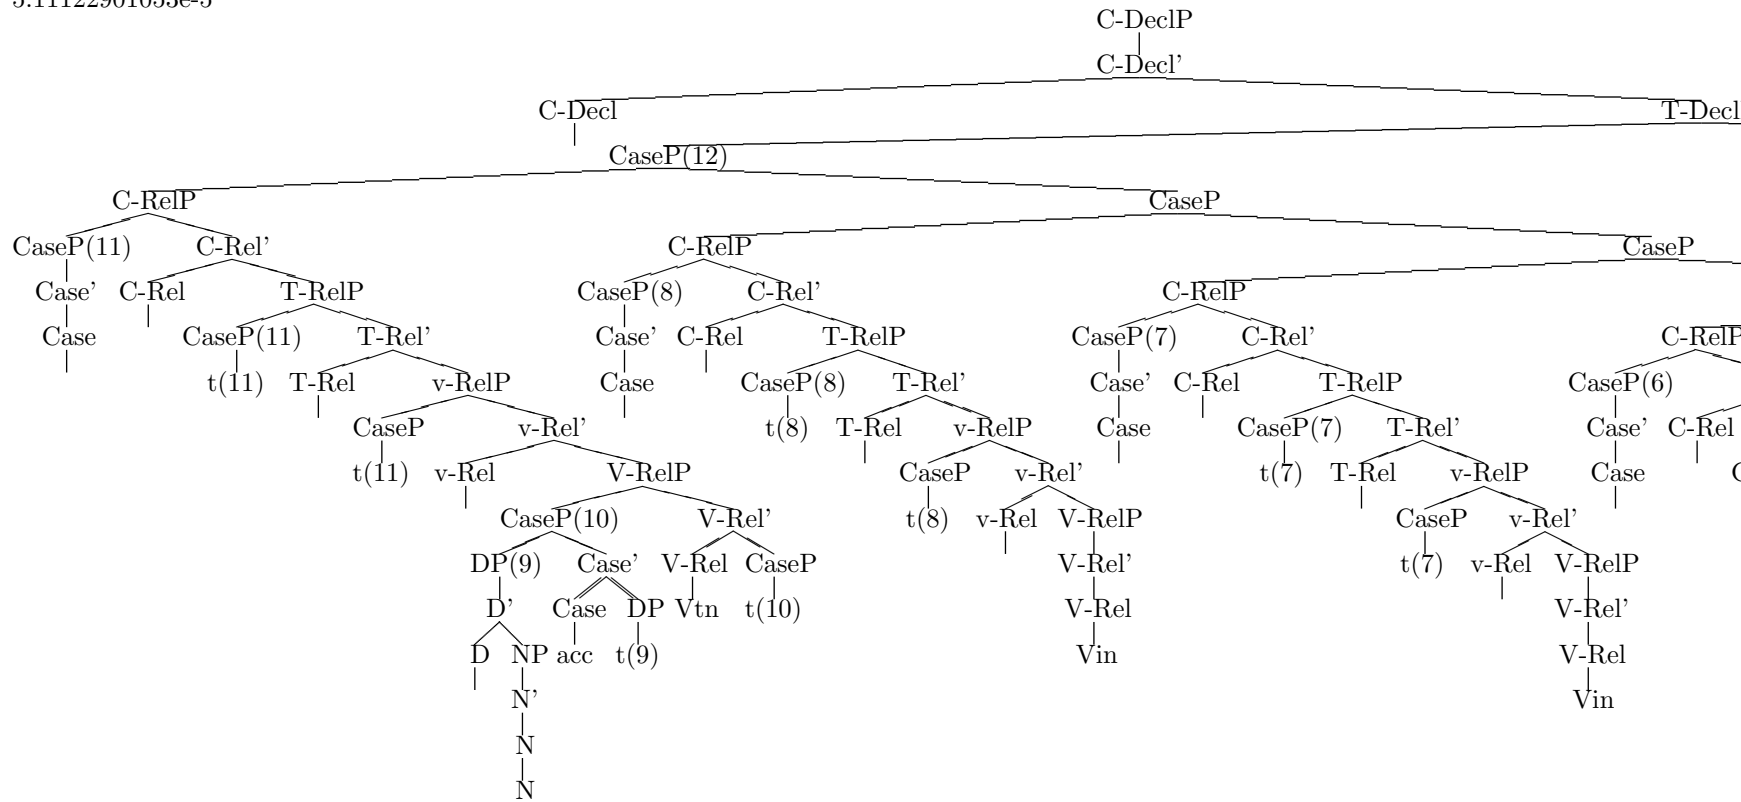 C-DeclP
C-Decl'
C-Decl T-Decl
CaseP(12)
C-RelP CaseP
CaseP(11) C-Rel' C-RelP CaseP
Case' C-Rel T-RelP CaseP(8) C-Rel' C-RelP
Case CaseP(11) T-Rel' Case' C-Rel T-RelP CaseP(7) C-Rel' C-RelP
t(11) T-Rel v-RelP Case CaseP(8) T-Rel' Case' C-Rel T-RelP CaseP(6)
CaseP v-Rel' t(8) T-Rel v-RelP Case CaseP(7) T-Rel' Case' C-Rel
t(11) v-Rel V-RelP CaseP v-Rel' t(7) T-Rel v-RelP Case
CaseP(10) V-Rel' t(8) v-Rel V-RelP CaseP v-Rel'
DP(9) Case' V-Rel CaseP V-Rel' t(7) v-Rel V-RelP
D' Case DP Vtn t(10) V-Rel V-Rel'
D NP acc t(9) Vin V-Rel
N' Vin
N
N